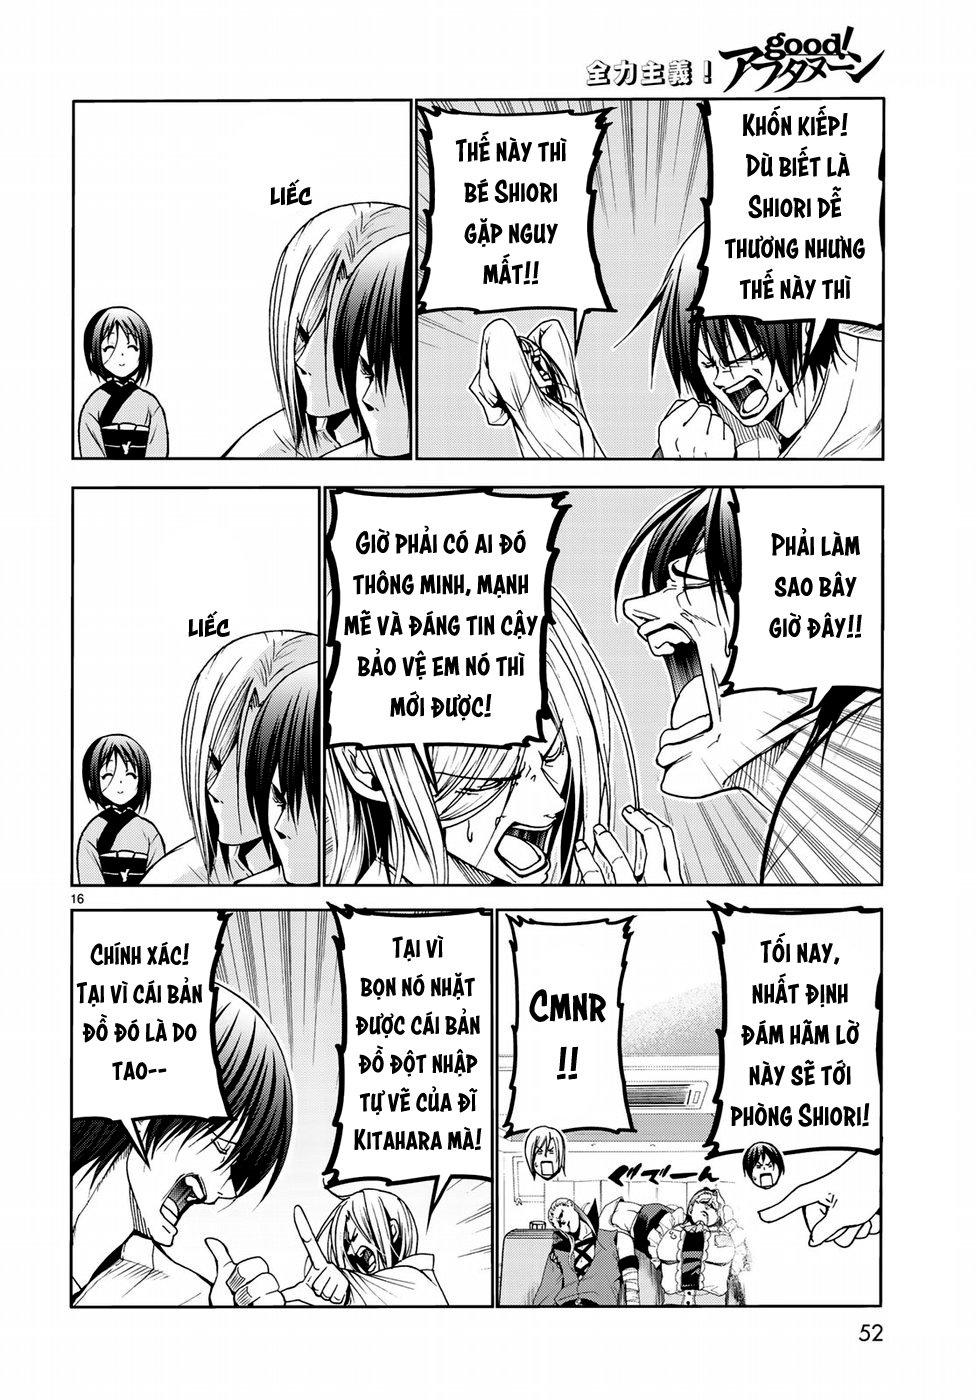 全力主義！
good!
アフタヌーン
KHỐN KIẾP!
DÙ BIẾT LÀ
SHIORI DỄ
THƯƠNG NHƯNG
THẾ NÀY THÌ
THẾ NÀY THÌ
BÉ SHIORI
GẶP NGUY
MẤT!!
LIẾC
PHẢI LÀM
SAO BÂY
GIỜ ĐÂY!!
GIỜ PHẢI CÓ AI ĐÓ
THÔNG MINH, MẠNH
MẼ VÀ ĐÁNG TIN CẬY
BẢO VỆ EM NÓ THÌ
MỚI ĐƯỢC!
LIẾC
16
TỐI NAY,
NHẤT ĐỊNH
ĐÁM HÃM LỜ
NÀY SẼ TỚI
PHÒNG SHIORI!
CMNR
!!
ぐでーん
TẠI VÌ
BỌN NÓ NHẶT
ĐƯỢC CÁI BẢN
ĐỒ ĐỘT NHẬP
TỰ VẼ CỦA ĐĨ
KITAHARA MÀ!
CHÍNH XÁC!
TẠI VÌ CÁI BẢN
ĐỒ ĐÓ LÀ DO
TAO--
52